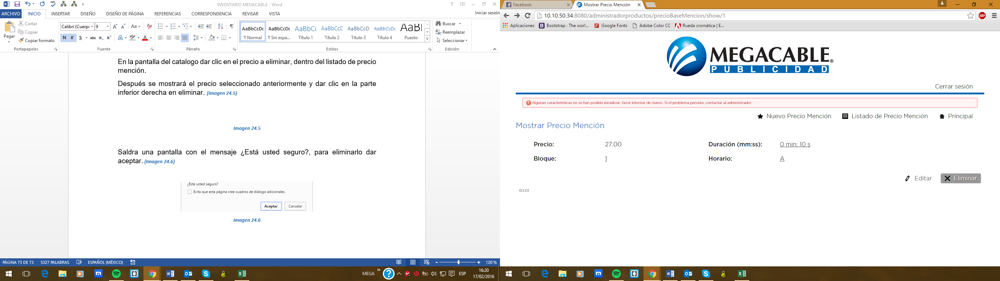 INVENTARIO MEGACABLE - Word
ARCHIVO INICIO INSERTAR DISEÑO DISEÑO DE PÁGINA REFERENCIAS CORRESPONDENCIA REVISAR VISTA Iniciar sesión
Pegar
Cortar
Copiar
Copiar formato
Portapapeles
Calibri (Cuerpo 9
N K S abc x₂ x²
Fuente
Párrafo
AaBbCcDc AaBbCcDc AaBbCc AaBbCcE AaBbCcD AaBbCcDc AaBl
¶ Normal ¶ Sin espa... Título 1 Título 2 Título 3 Título 4 Puesto
Estilos
Buscar
Reemplazar
Seleccionar
Edición
En la pantalla del catalogo dar clic en el precio a eliminar, dentro del listado de precio
mención.
Después se mostrará el precio seleccionado anteriormente y dar clic en la parte
inferior derecha en eliminar. (Imagen 24.5)
Imagen 24.5
Saldra una pantalla con el mensaje ¿Está usted seguro?, para eliminarlo dar
aceptar. (Imagen 24.6)
¿Está usted seguro?
Evita que esta página cree cuadros de diálogo adicionales.
Aceptar Cancelar
Imagen 24.6
PÁGINA 73 DE 73 5327 PALABRAS ESPAÑOL (MÉXICO) 120 %
MEGA ESP 16:20
17/02/2016
Facebook Mostrar Precio Mención
10.10.50.34:8080/administradorproductos/precioBaseMencion/show/1
ABP
Aplicaciones Bootstrap · The worl... Google Fonts Adobe Color CC Rueda cromática | E...
MEGACABLE®
PUBLICIDAD
Cerrar sesión
Algunas características no se han podido inicializar, favor intentar de nuevo. Si el problema persiste, contactar al administrador.
Nuevo Precio Mención Listado de Precio Mención Principal
Mostrar Precio Mención
Precio: 27.00 Duración (mm:ss): 0 min: 10 s
Bloque: 1 Horario: A
Editar Eliminar
0.1.23